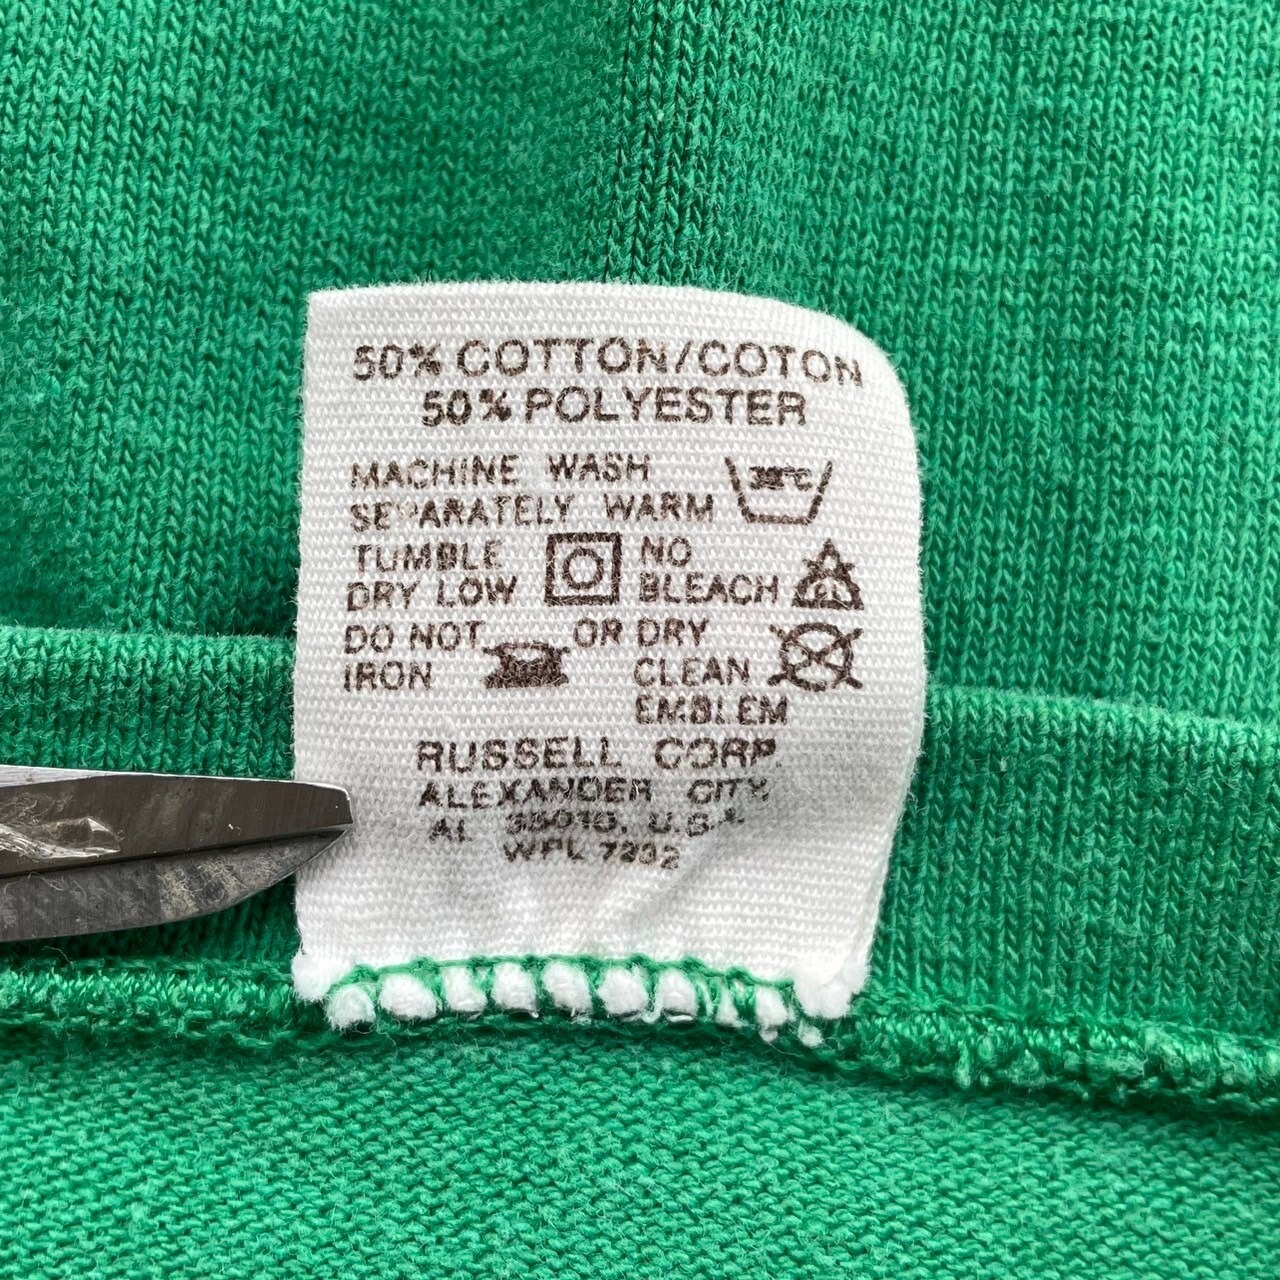 50% COTTON/COTON
50% POLYESTER
MACHINE WASH
SEPARATELY WARM
TUMBLE
DRY LOW
NO
BLEACH
CL
DO NOT
IRON
OR DRY
CLEAN
EMBLEM
RUSSELL CORP.
ALEXANDER CITY,
AL 35010, U.S.A.
WPL